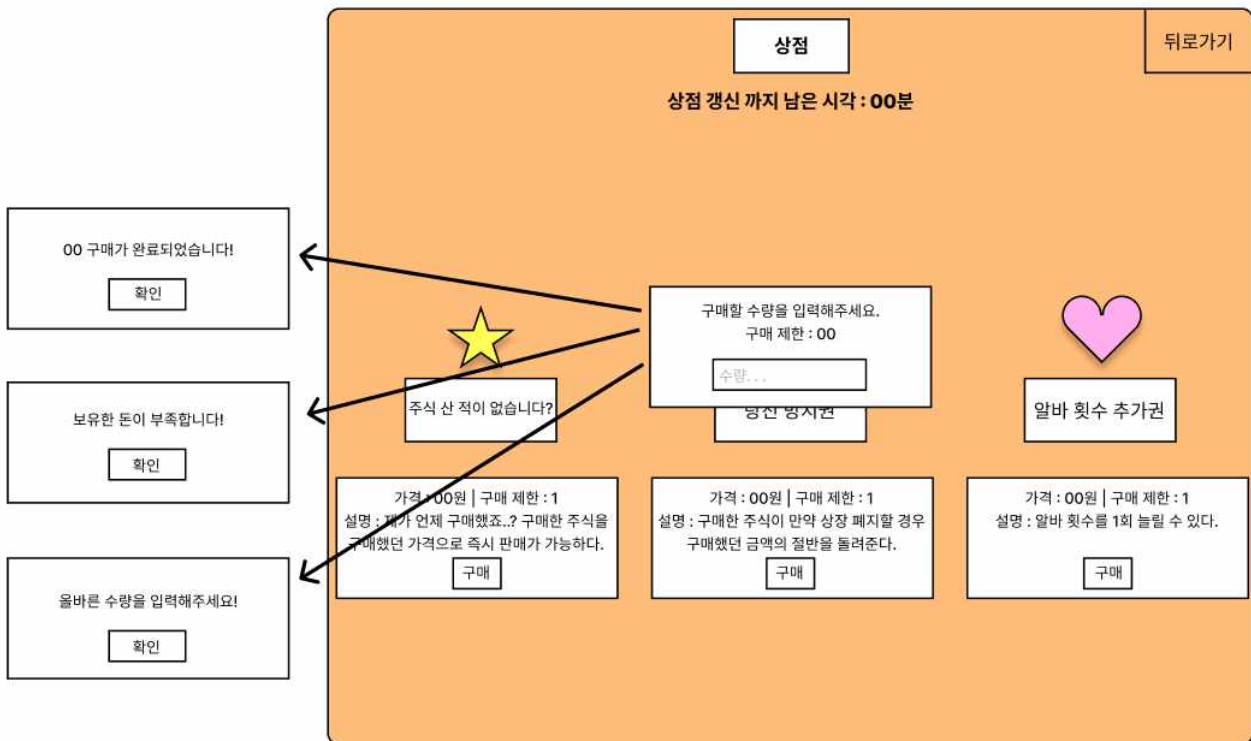 상점
뒤로가기
상점 갱신 까지 남은 시각 : 00분
00 구매가 완료되었습니다!
확인
보유한 돈이 부족합니다!
확인
올바른 수량을 입력해주세요!
확인
구매할 수량을 입력해주세요.
구매 제한 : 00
수량...
주식 산 적이 없습니다?
알바 횟수 추가권
가격 : 00원 | 구매 제한 : 1
설명 : 제가 언제 구매했죠..? 구매한 주식을
구매했던 가격으로 즉시 판매가 가능하다.
구매
가격 : 00원 | 구매 제한 : 1
설명 : 구매한 주식이 만약 상장 폐지할 경우
구매했던 금액의 절반을 돌려준다.
구매
가격 : 00원 | 구매 제한 : 1
설명 : 알바 횟수를 1회 늘릴 수 있다.
구매